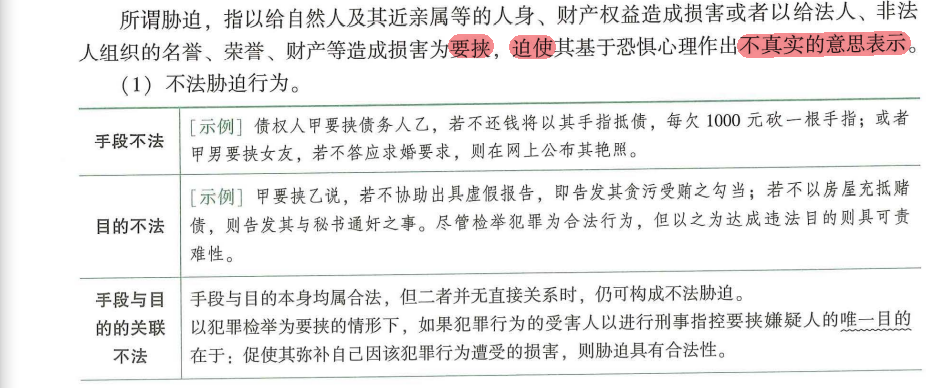 所谓胁迫，指以给自然人及其近亲属等的人身、财产权益造成损害或者以给法人、非法
人组织的名誉、荣誉、财产等造成损害为要挟，迫使其基于恐惧心理作出不真实的意思表示。
（1）不法胁迫行为。
手段不法
［示例］债权人甲要挟债务人乙，若不还钱将以其手指抵债，每欠 1000 元砍一根手指；或者
甲男要挟女友，若不答应求婚要求，则在网上公布其艳照。
目的不法
［示例］甲要挟乙说，若不协助出具虚假报告，即告发其贪污受贿之勾当；若不以房屋充抵赌
债，则告发其与秘书通奸之事。尽管检举犯罪为合法行为，但以之为达成违法目的则具可责
难性。
手段与目
的的关联
不法
手段与目的本身均属合法，但二者并无直接关系时，仍可构成不法胁迫。
以犯罪检举为要挟的情形下，如果犯罪行为的受害人以进行刑事指控要挟嫌疑人的唯一目的
在于：促使其弥补自己因该犯罪行为遭受的损害，则胁迫具有合法性。